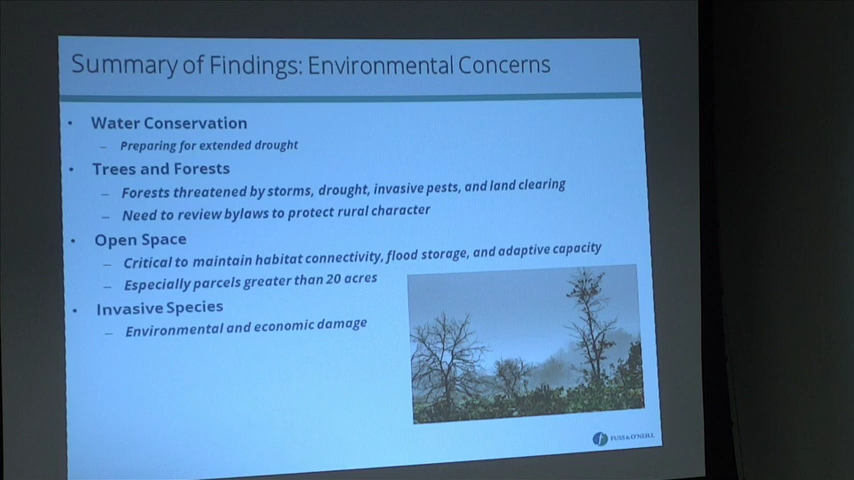 Summary of Findings: Environmental Concerns
• Water Conservation
– Preparing for extended drought
• Trees and Forests
– Forests threatened by storms, drought, invasive pests, and land clearing
– Need to review bylaws to protect rural character
• Open Space
– Critical to maintain habitat connectivity, flood storage, and adaptive capacity
– Especially parcels greater than 20 acres
• Invasive Species
– Environmental and economic damage
FUSS & O'NEILL